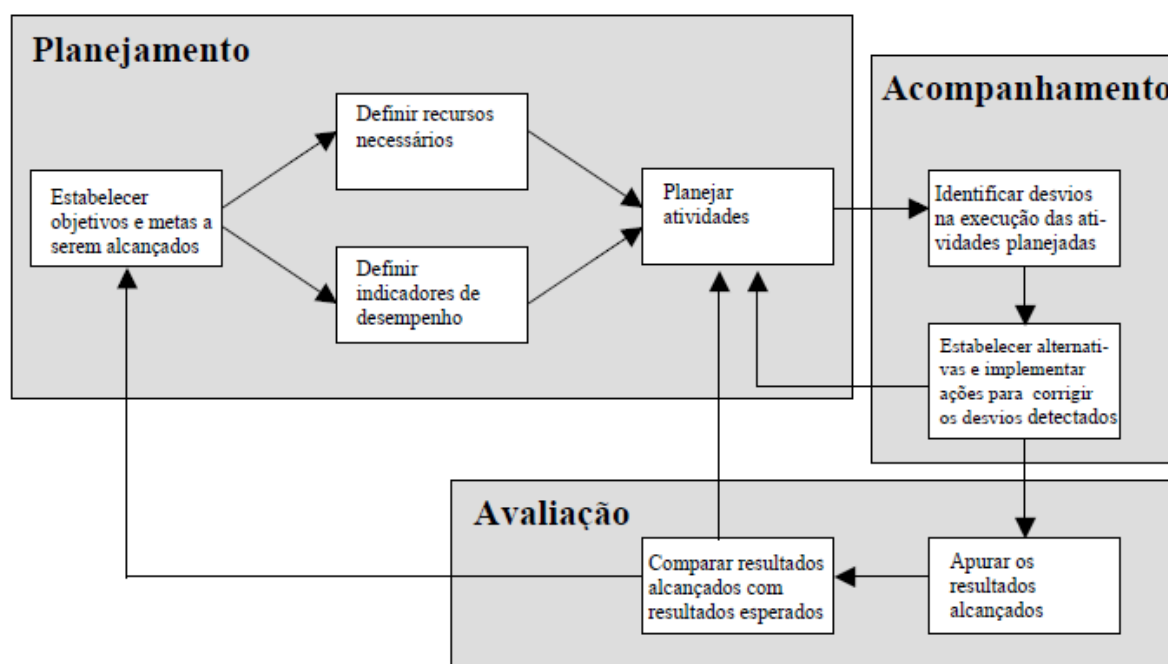 Planejamento
Estabelecer
objetivos e metas a
serem alcançados
Definir recursos
necessários
Definir
indicadores de
desempenho
Planejar
atividades
Acompanhamento
Identificar desvios
na execução das ati-
vidades planejadas
Estabelecer alternati-
vas e implementar
ações para corrigir
os desvios detectados
Avaliação
Comparar resultados
alcançados com
resultados esperados
Apurar os
resultados
alcançados